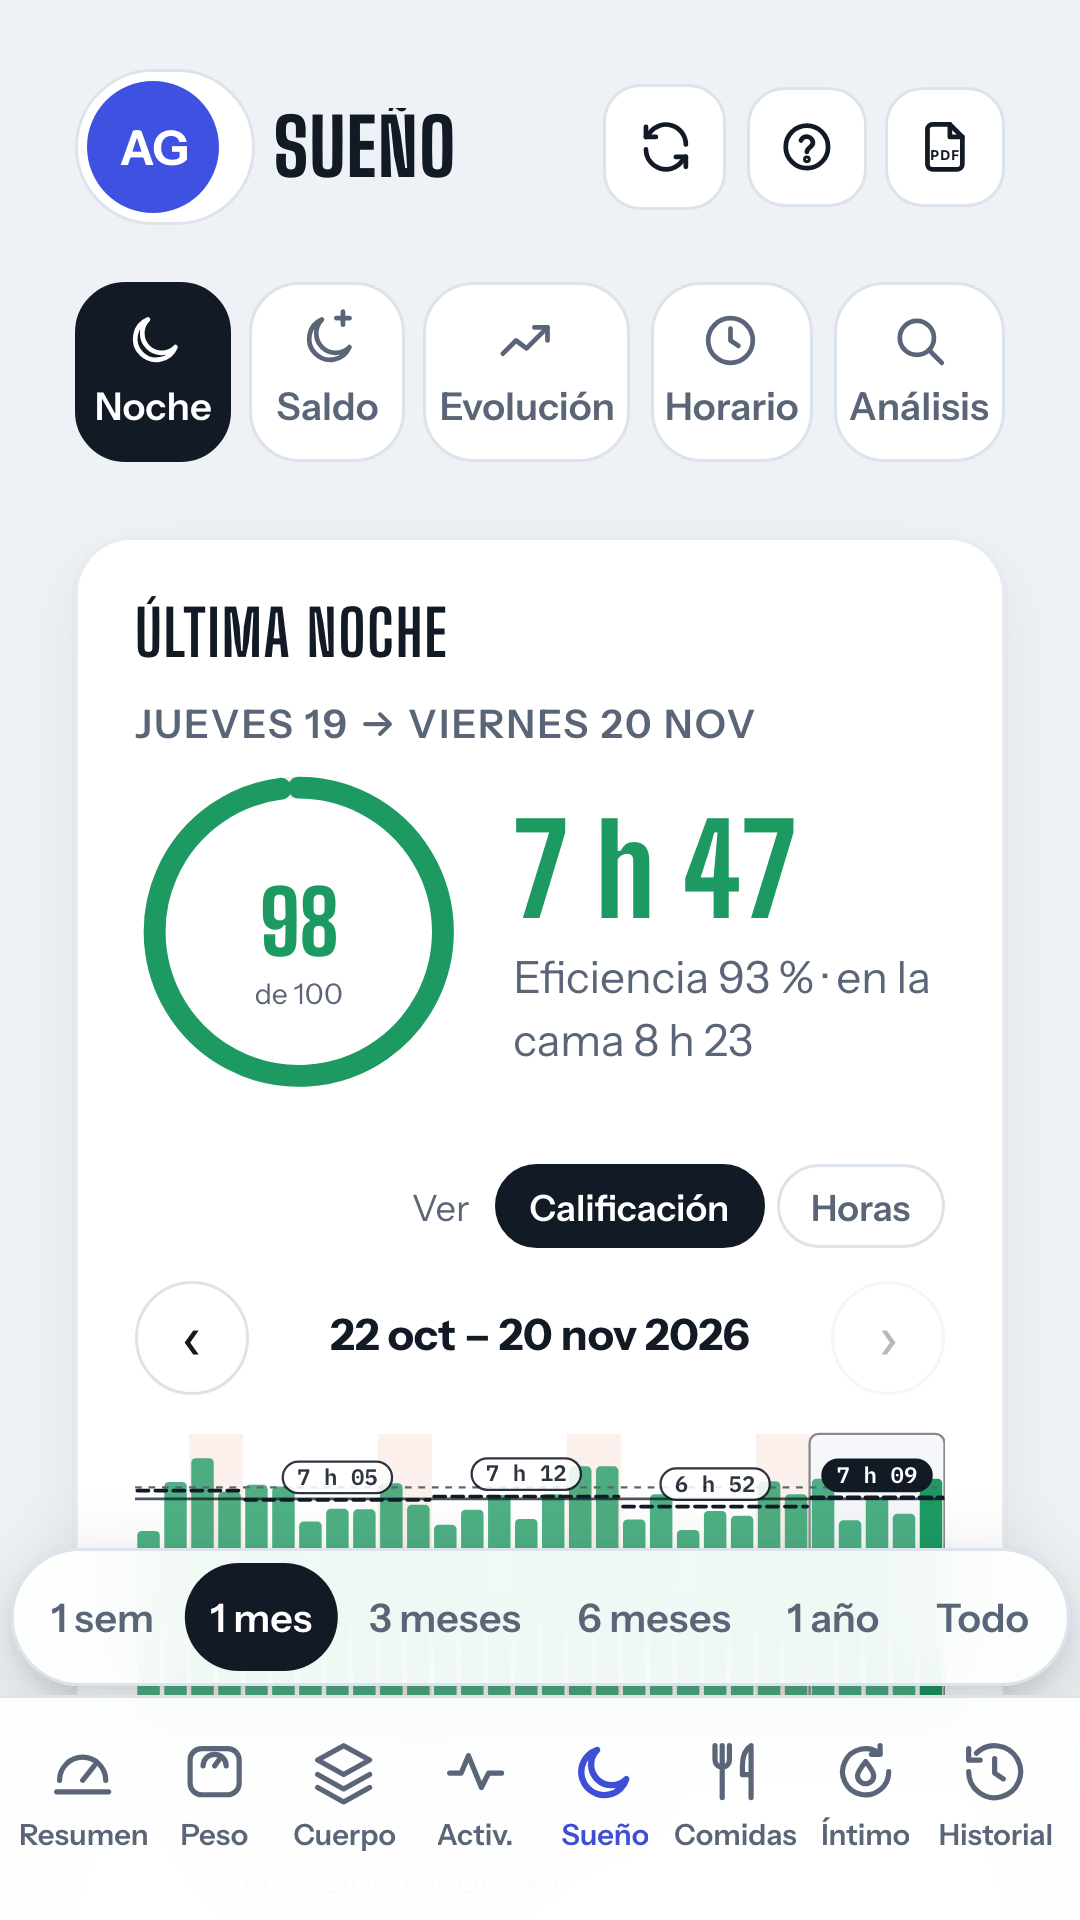 AG SUEÑO PDF
Noche Saldo Evolución Horario Análisis
ÚLTIMA NOCHE
JUEVES 19 → VIERNES 20 NOV
98
de 100
7 h 47
Eficiencia 93 % · en la
cama 8 h 23
Ver Calificación Horas
‹ 22 oct – 20 nov 2026 ›
7 h 05 7 h 12 6 h 52 7 h 09
1 sem 1 mes 3 meses 6 meses 1 año Todo
Resumen Peso Cuerpo Activ. Sueño Comidas Íntimo Historial
Calificación media 95